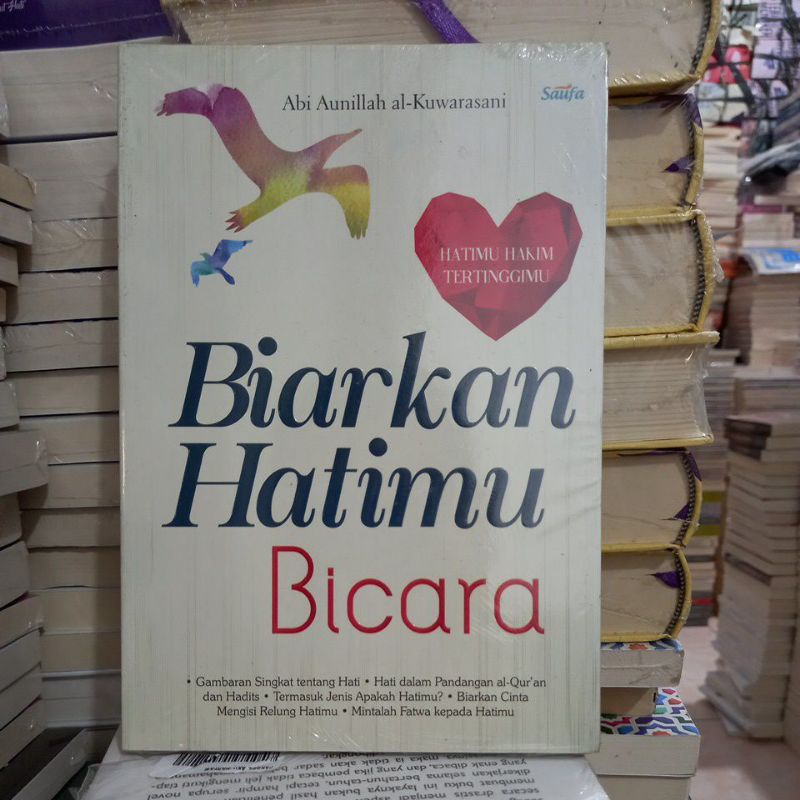 Abi Aunillah al-Kuwarasani
Saufa
HATIMU HAKIM
TERTINGGIMU
Biarkan
Hatimu
Bicara
• Gambaran Singkat tentang Hati • Hati dalam Pandangan al-Qur'an
dan Hadits • Termasuk Jenis Apakah Hatimu? • Biarkan Cinta
Mengisi Relung Hatimu • Mintalah Fatwa kepada Hatimu